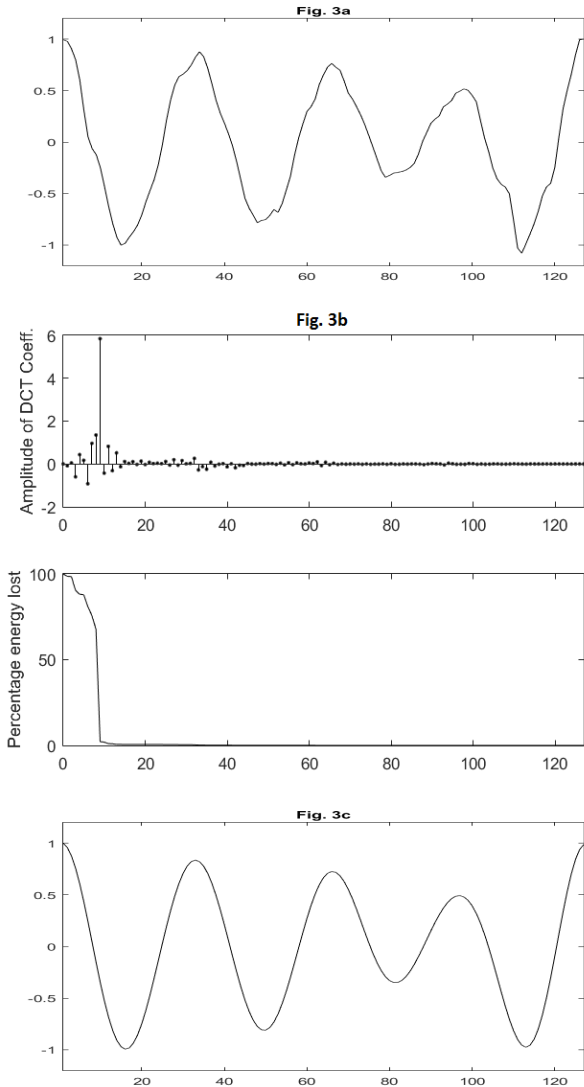 Fig. 3a
1
0.5
0
-0.5
-1
20 40 60 80 100 120
Fig. 3b
Amplitude of DCT Coeff.
6
4
2
0
-2
0 20 40 60 80 100 120
Percentage energy lost
100
50
0
0 20 40 60 80 100 120
Fig. 3c
1
0.5
0
-0.5
-1
20 40 60 80 100 120